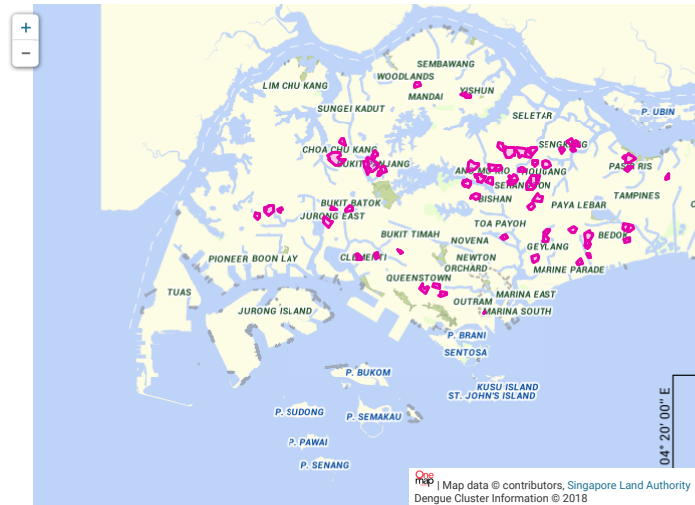 +
−
SEMBAWANG
WOODLANDS
LIM CHU KANG
MANDAI
YISHUN
SUNGEI KADUT
SELETAR
P. UBIN
CHOA CHU KANG
SENGKANG
BUKIT PANJANG
ANG MO KIO
HOUGANG
PASIR RIS
SERANGOON
TAMPINES
BISHAN
BUKIT BATOK
PAYA LEBAR
JURONG EAST
TOA PAYOH
BUKIT TIMAH
NOVENA
BEDOK
GEYLANG
PIONEER
BOON LAY
CLEMENTI
NEWTON
ORCHARD
MARINE PARADE
QUEENSTOWN
TUAS
MARINA EAST
OUTRAM
JURONG ISLAND
MARINA SOUTH
P. BRANI
SENTOSA
P. BUKOM
KUSU ISLAND
ST. JOHN'S ISLAND
P. SUDONG
P. SEMAKAU
P. PAWAI
P. SENANG
04° 20' 00" E
One map | Map data © contributors, Singapore Land Authority
Dengue Cluster Information © 2018